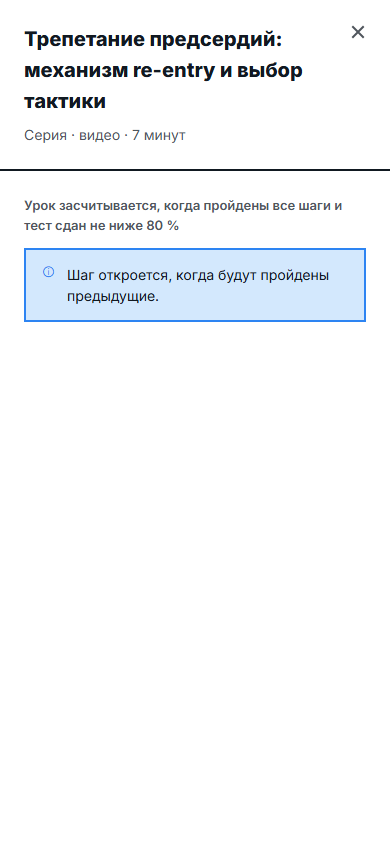 Трепетание предсердий:
механизм re-entry и выбор
тактики
Серия · видео · 7 минут
Урок засчитывается, когда пройдены все шаги и
тест сдан не ниже 80 %
Шаг откроется, когда будут пройдены
предыдущие.